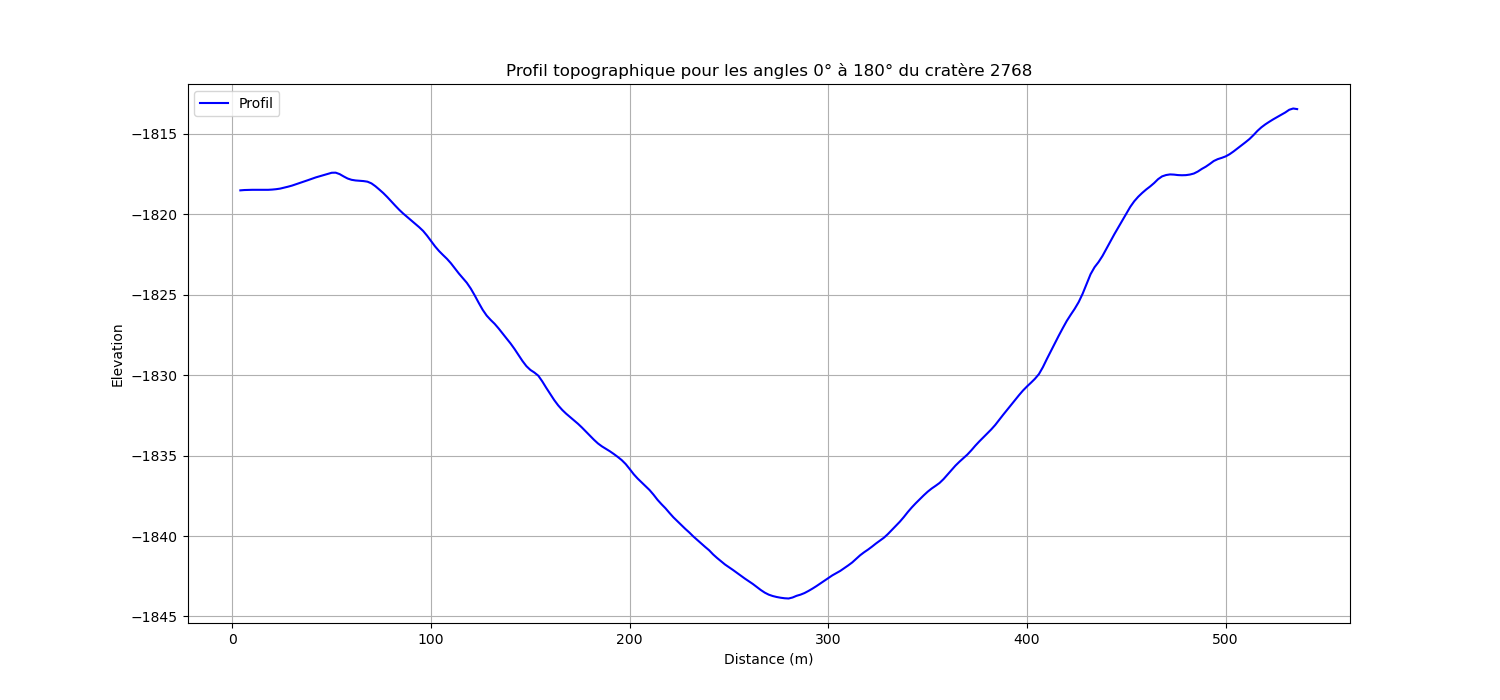 Profil topographique pour les angles 0° à 180° du cratère 2768
Profil
−1815
−1820
−1825
−1830
−1835
−1840
−1845
Elevation
0 100 200 300 400 500
Distance (m)